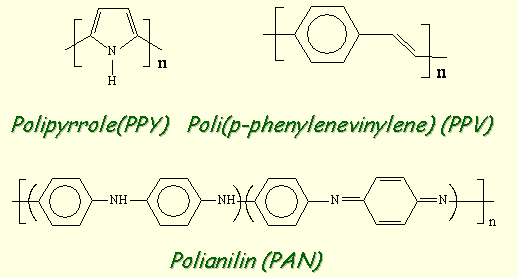 N
H
n
n
Polipyrrole(PPY) Poli(p-phenylenevinylene) (PPV)
NH NH N N
n
Polianilin (PAN)